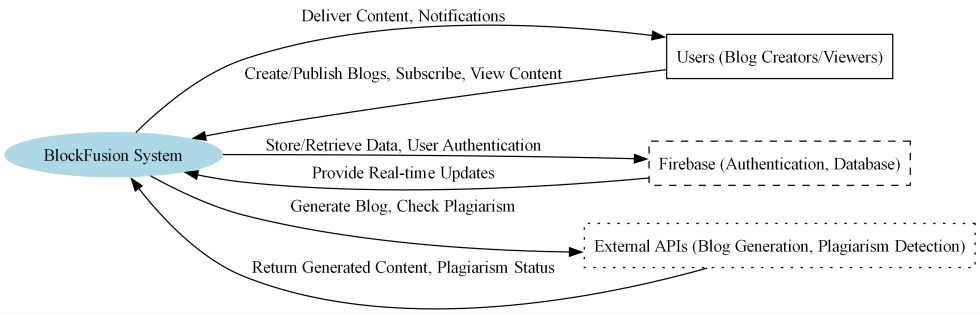 Deliver Content, Notifications
Users (Blog Creators/Viewers)
Create/Publish Blogs, Subscribe, View Content
BlockFusion System
Store/Retrieve Data, User Authentication
Firebase (Authentication, Database)
Provide Real-time Updates
Generate Blog, Check Plagiarism
External APIs (Blog Generation, Plagiarism Detection)
Return Generated Content, Plagiarism Status